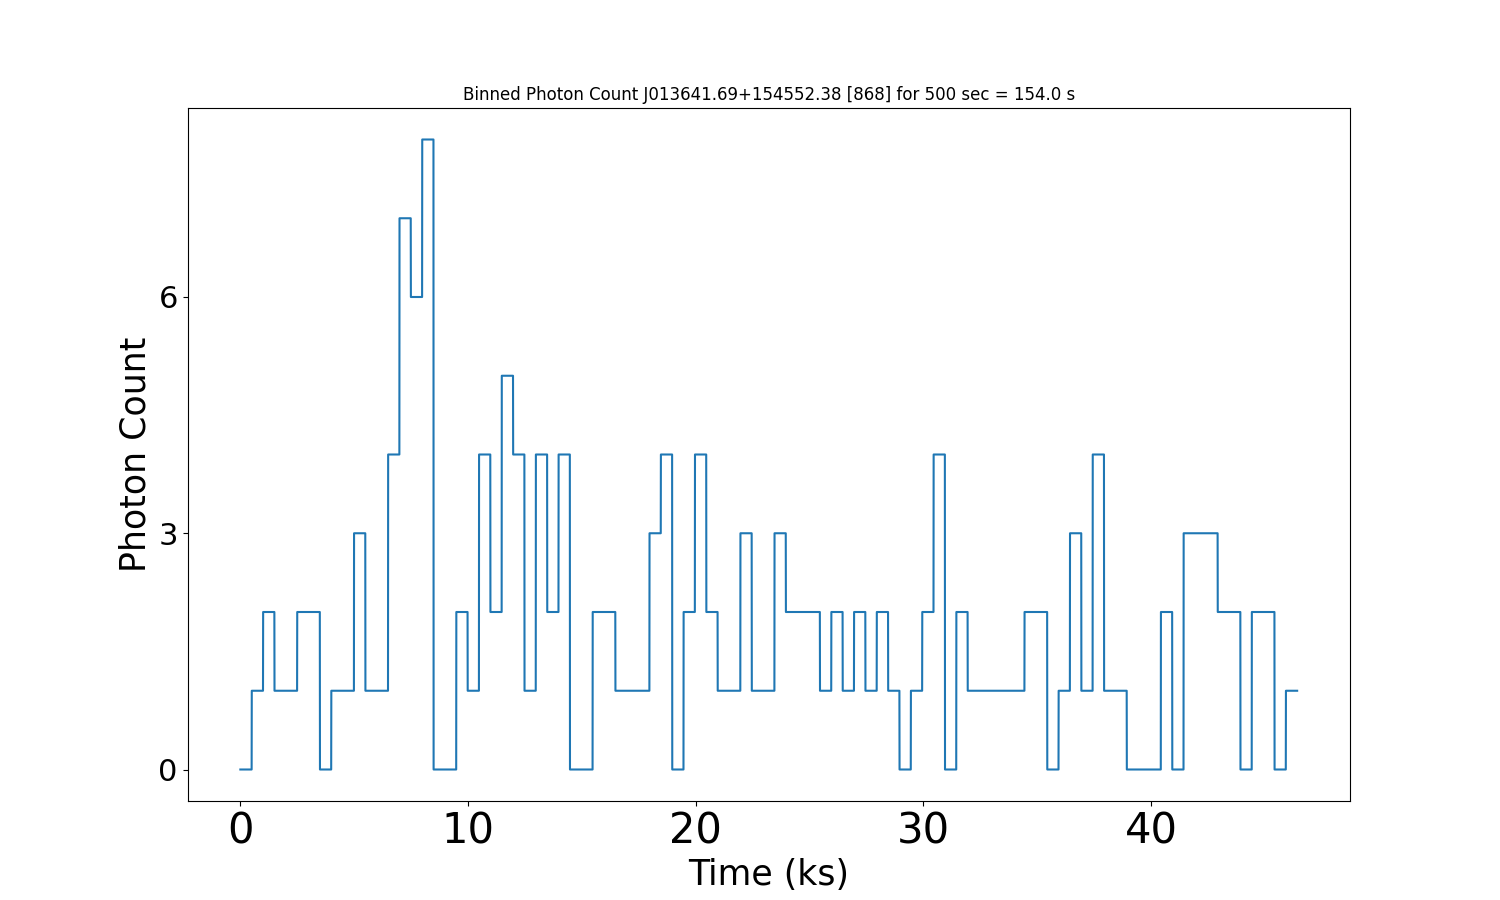 Binned Photon Count J013641.69+154552.38 [868] for 500 sec = 154.0 s
Photon Count
6
3
0
0 10 20 30 40
Time (ks)